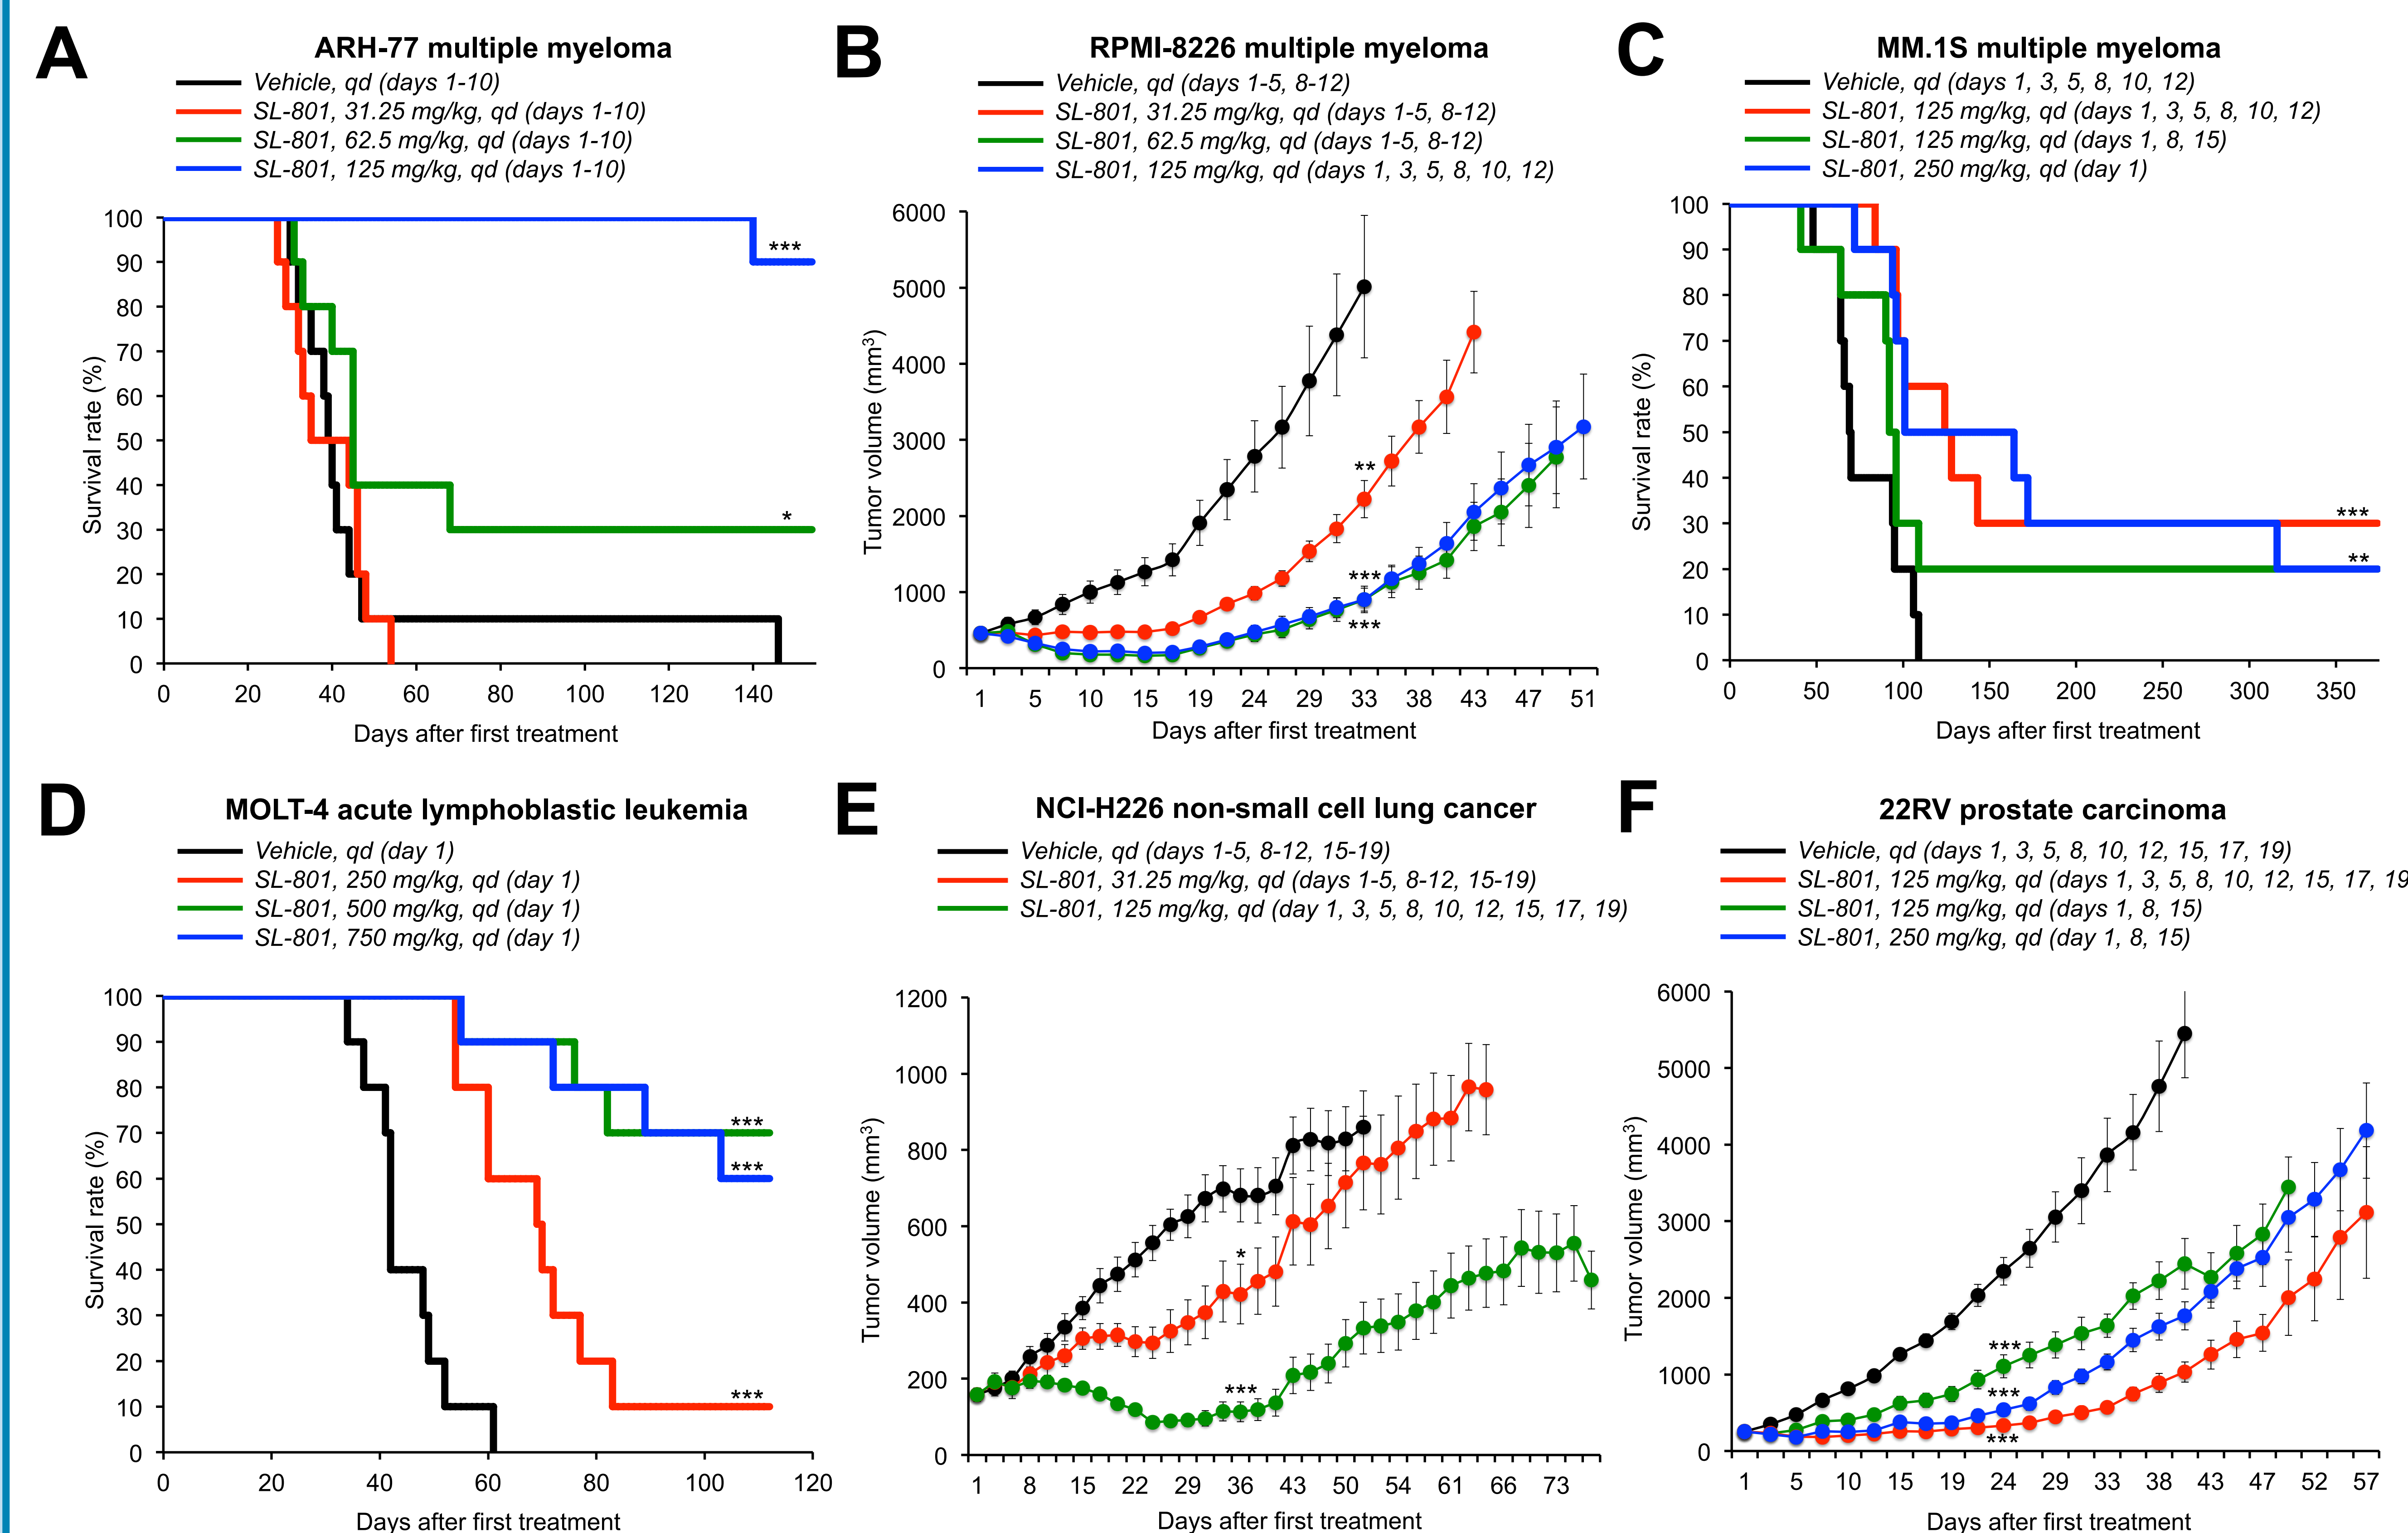 A
ARH-77 multiple myeloma
Vehicle, qd (days 1-10)
SL-801, 31.25 mg/kg, qd (days 1-10)
SL-801, 62.5 mg/kg, qd (days 1-10)
SL-801, 125 mg/kg, qd (days 1-10)
Survival rate (%)
100
90
80
70
60
50
40
30
20
10
0
***
*
0 20 40 60 80 100 120 140
Days after first treatment
B
RPMI-8226 multiple myeloma
Vehicle, qd (days 1-5, 8-12)
SL-801, 31.25 mg/kg, qd (days 1-5, 8-12)
SL-801, 62.5 mg/kg, qd (days 1-5, 8-12)
SL-801, 125 mg/kg, qd (days 1, 3, 5, 8, 10, 12)
Tumor volume (mm³)
6000
5000
4000
3000
2000
1000
0
**
***
***
1 5 10 15 19 24 29 33 38 43 47 51
Days after first treatment
C
MM.1S multiple myeloma
Vehicle, qd (days 1, 3, 5, 8, 10, 12)
SL-801, 125 mg/kg, qd (days 1, 3, 5, 8, 10, 12)
SL-801, 125 mg/kg, qd (days 1, 8, 15)
SL-801, 250 mg/kg, qd (day 1)
Survival rate (%)
100
90
80
70
60
50
40
30
20
10
0
***
**
0 50 100 150 200 250 300 350
Days after first treatment
D
MOLT-4 acute lymphoblastic leukemia
Vehicle, qd (day 1)
SL-801, 250 mg/kg, qd (day 1)
SL-801, 500 mg/kg, qd (day 1)
SL-801, 750 mg/kg, qd (day 1)
Survival rate (%)
100
90
80
70
60
50
40
30
20
10
0
***
***
***
0 20 40 60 80 100 120
Days after first treatment
E
NCI-H226 non-small cell lung cancer
Vehicle, qd (days 1-5, 8-12, 15-19)
SL-801, 31.25 mg/kg, qd (days 1-5, 8-12, 15-19)
SL-801, 125 mg/kg, qd (day 1, 3, 5, 8, 10, 12, 15, 17, 19)
Tumor volume (mm³)
1200
1000
800
600
400
200
0
*
***
1 8 15 22 29 36 43 50 54 61 66 73
Days after first treatment
F
22RV prostate carcinoma
Vehicle, qd (days 1, 3, 5, 8, 10, 12, 15, 17, 19)
SL-801, 125 mg/kg, qd (days 1, 3, 5, 8, 10, 12, 15, 17, 19
SL-801, 125 mg/kg, qd (days 1, 8, 15)
SL-801, 250 mg/kg, qd (day 1, 8, 15)
Tumor volume (mm³)
6000
5000
4000
3000
2000
1000
0
***
***
***
1 5 10 15 19 24 29 33 38 43 47 52 57
Days after first treatment